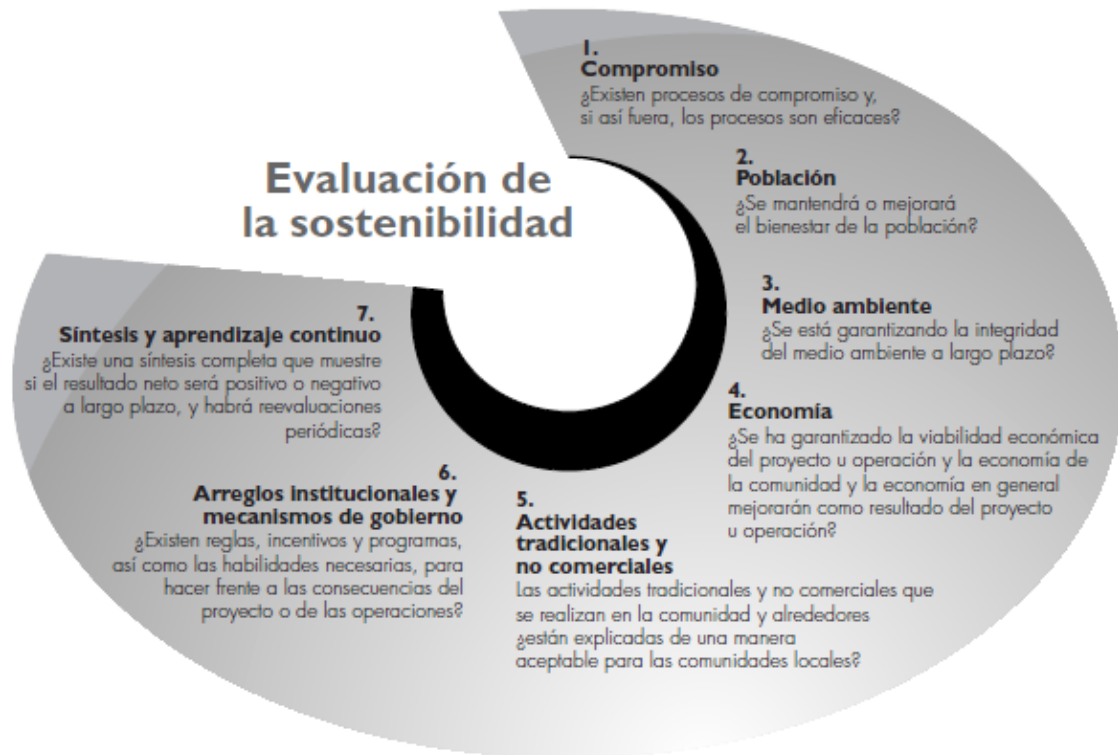 Evaluación de
la sostenibilidad
1.
Compromiso
¿Existen procesos de compromiso y,
si así fuera, los procesos son eficaces?
2.
Población
¿Se mantendrá o mejorará
el bienestar de la población?
3.
Medio ambiente
¿Se está garantizando la integridad
del medio ambiente a largo plazo?
4.
Economía
¿Se ha garantizado la viabilidad económica
del proyecto u operación y la economía de
la comunidad y la economía en general
mejorarán como resultado del proyecto
u operación?
5.
Actividades
tradicionales y
no comerciales
Las actividades tradicionales y no comerciales que
se realizan en la comunidad y alrededores
¿están explicadas de una manera
aceptable para las comunidades locales?
6.
Arreglos institucionales y
mecanismos de gobierno
¿Existen reglas, incentivos y programas,
así como las habilidades necesarias, para
hacer frente a las consecuencias del
proyecto o de las operaciones?
7.
Síntesis y aprendizaje continuo
¿Existe una síntesis completa que muestre
si el resultado neto será positivo o negativo
a largo plazo, y habrá reevaluaciones
periódicas?